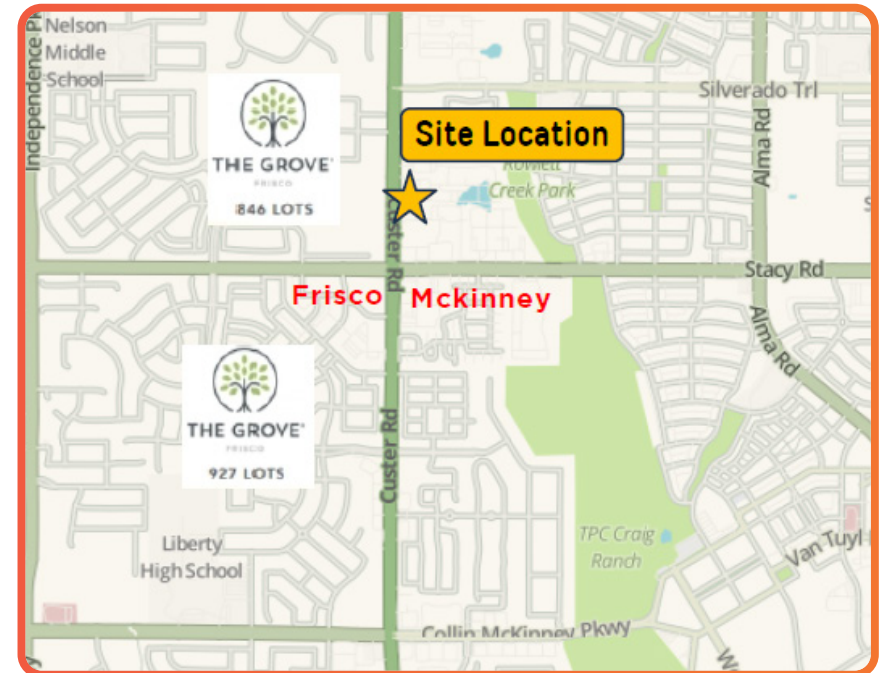 Nelson
Middle
School
Independence P
THE GROVE
FRISCO
846 LOTS
Site Location
Silverado Trl
Alma Rd
Rowlett
Creek Park
Custer Rd
Stacy Rd
Frisco
Mckinney
Alma Rd
THE GROVE
FRISCO
927 LOTS
Custer Rd
Liberty
High School
TPC Craig
Ranch
Van Tuyl
Collin McKinney Pkwy